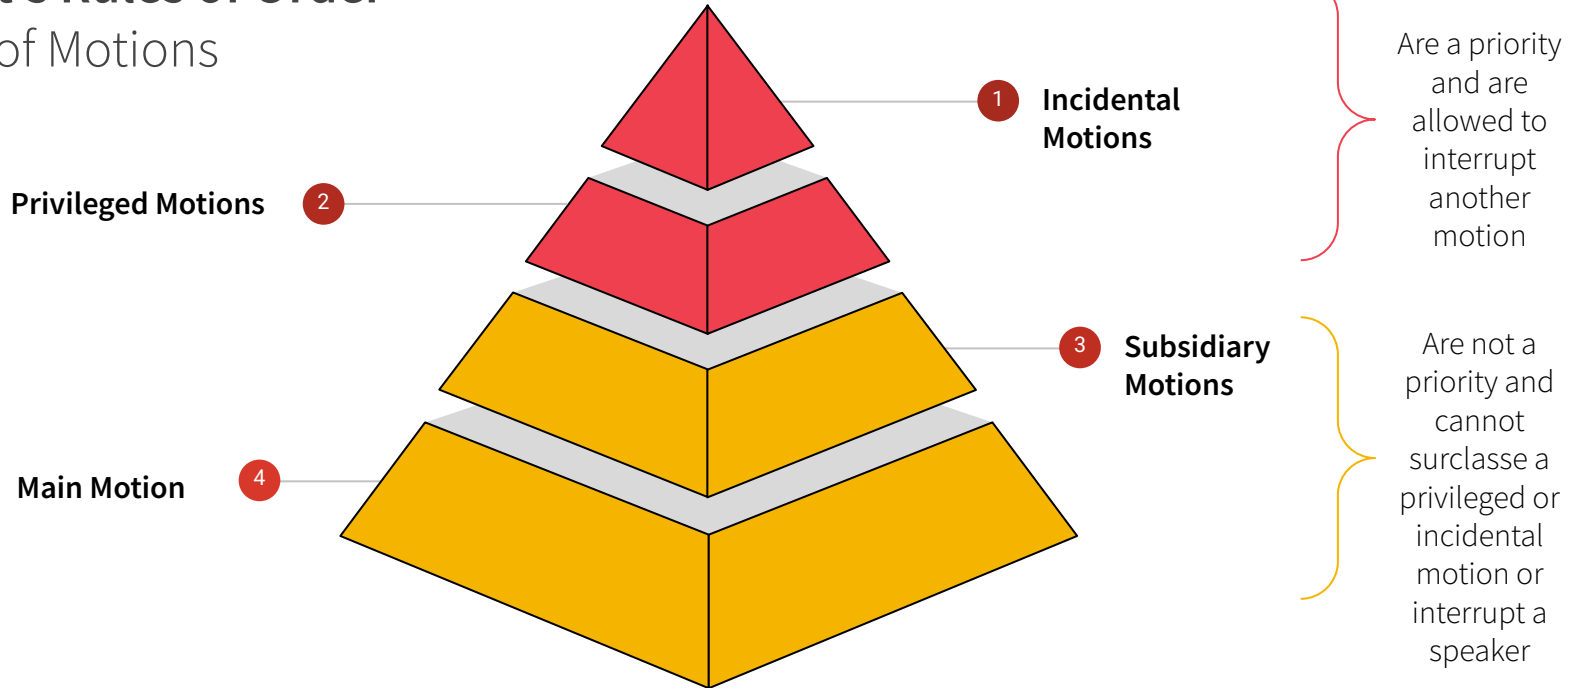 of Motions
1
Incidental
Motions
Are a priority
and are
allowed to
interrupt
another
motion
Privileged Motions
2
3
Subsidiary
Motions
Are not a
priority and
cannot
surclasse a
privileged or
incidental
motion or
interrupt a
speaker
Main Motion
4